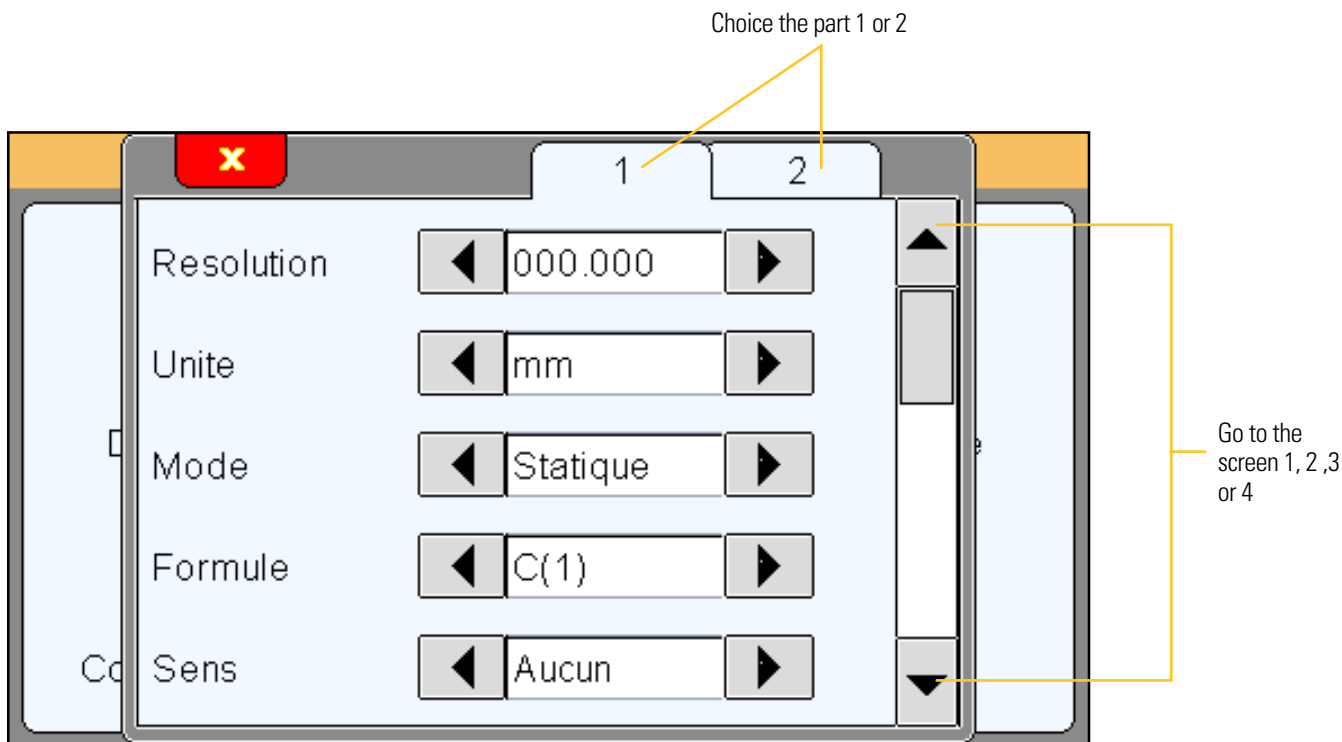 Choice the part 1 or 2
x
1
2
Resolution
000.000
Unite
mm
Mode
Statique
Formule
C(1)
Sens
Aucun
Go to the
screen 1, 2 ,3
or 4